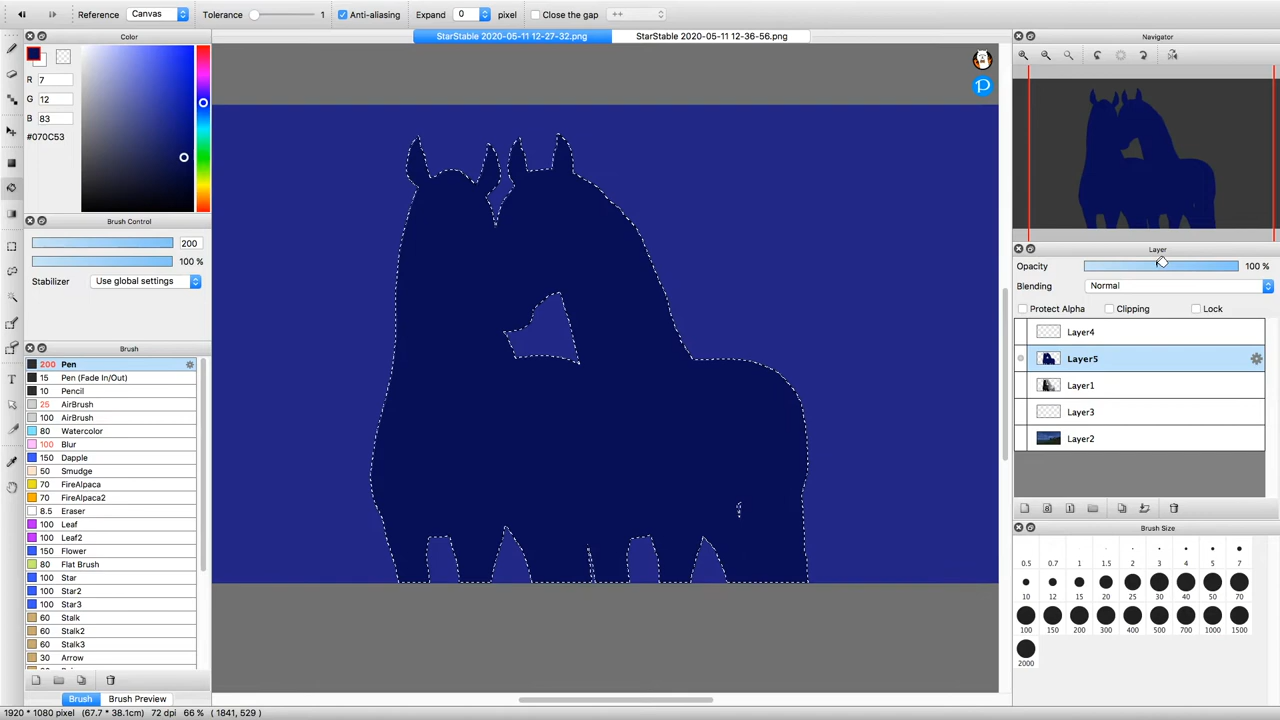 Reference Canvas Tolerance 1 Anti-aliasing Expand 0 pixel Close the gap ++
StarStable 2020-05-11 12-27-32.png StarStable 2020-05-11 12-36-56.png
Color
R 7
G 12
B 83
#070C53
Brush Control
200
100 %
Stabilizer Use global settings
Brush
200 Pen
15 Pen (Fade In/Out)
10 Pencil
25 AirBrush
100 AirBrush
80 Watercolor
100 Blur
150 Dapple
50 Smudge
70 FireAlpaca
70 FireAlpaca2
8.5 Eraser
100 Leaf
100 Leaf2
150 Flower
80 Flat Brush
100 Star
100 Star2
100 Star3
60 Stalk
60 Stalk2
60 Stalk3
30 Arrow
Brush Brush Preview
1920 * 1080 pixel (67.7 * 38.1cm) 72 dpi 66 % ( 1841, 529 )
P
Navigator
Layer
Opacity 100 %
Blending Normal
Protect Alpha Clipping Lock
Layer4
Layer5
Layer1
Layer3
Layer2
Brush Size
0.5 0.7 1 1.5 2 3 4 5 7
10 12 15 20 25 30 40 50 70
100 150 200 300 400 500 700 1000 1500
2000